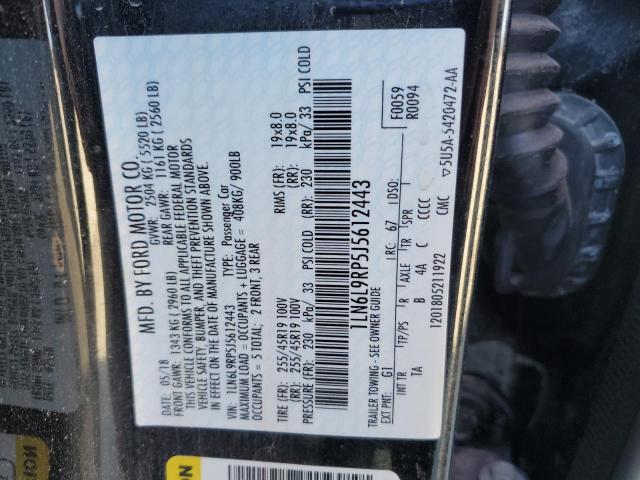 MFD. BY FORD MOTOR CO.
05/18 GVWR: 2504 KG ( 5520 LB)
FRONT GAWR: 1343 KG ( 2960 LB) REAR GAWR: 1161 KG ( 2560 LB)
THIS VEHICLE CONFORMS TO ALL APPLICABLE FEDERAL MOTOR
VEHICLE SAFETY, BUMPER, AND THEFT PREVENTION STANDARDS
IN EFFECT ON THE DATE OF MANUFACTURE SHOWN ABOVE.
VIN: 1LN6L9RP5J5612443 TYPE: Passenger Car
MAXIMUM LOAD = OCCUPANTS + LUGGAGE = 408KG/ 900LB
OCCUPANTS = 5 TOTAL; 2 FRONT, 3 REAR
TIRE (FR): 255/45R19 100V RIMS (FR): 19x8.0
(RR): 255/45R19 100V (RR): 19x8.0
PRESSURE (FR): 230 kPa/ 33 PSI COLD (RR): 230 kPa/ 33 PSI COLD
1LN6L9RP5J5612443
TRAILER TOWING - SEE OWNER GUIDE
F0059
R0094
EXT PNT: G1 RC: 67 DSO:
INT TR TP/PS R AXLE TR SPR
TA B 4A C CCCC
1201805211922 CMC ▽5U5A-5420472-AA